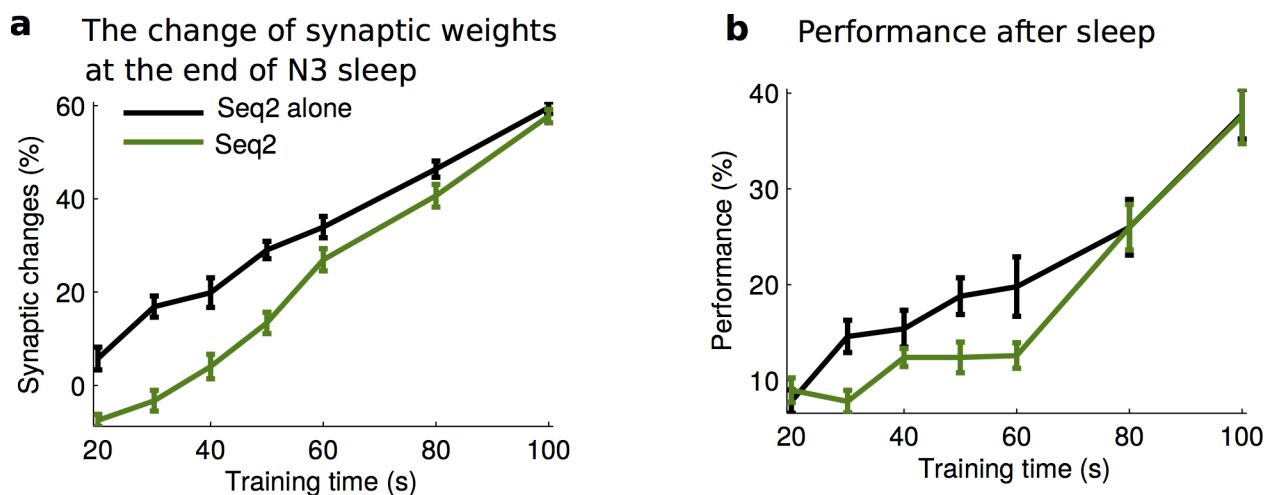 a
The change of synaptic weights
at the end of N3 sleep
Synaptic changes (%)
60
40
20
0
Seq2 alone
Seq2
20 40 60 80 100
Training time (s)
b
Performance after sleep
Performance (%)
40
30
20
10
20 40 60 80 100
Training time (s)